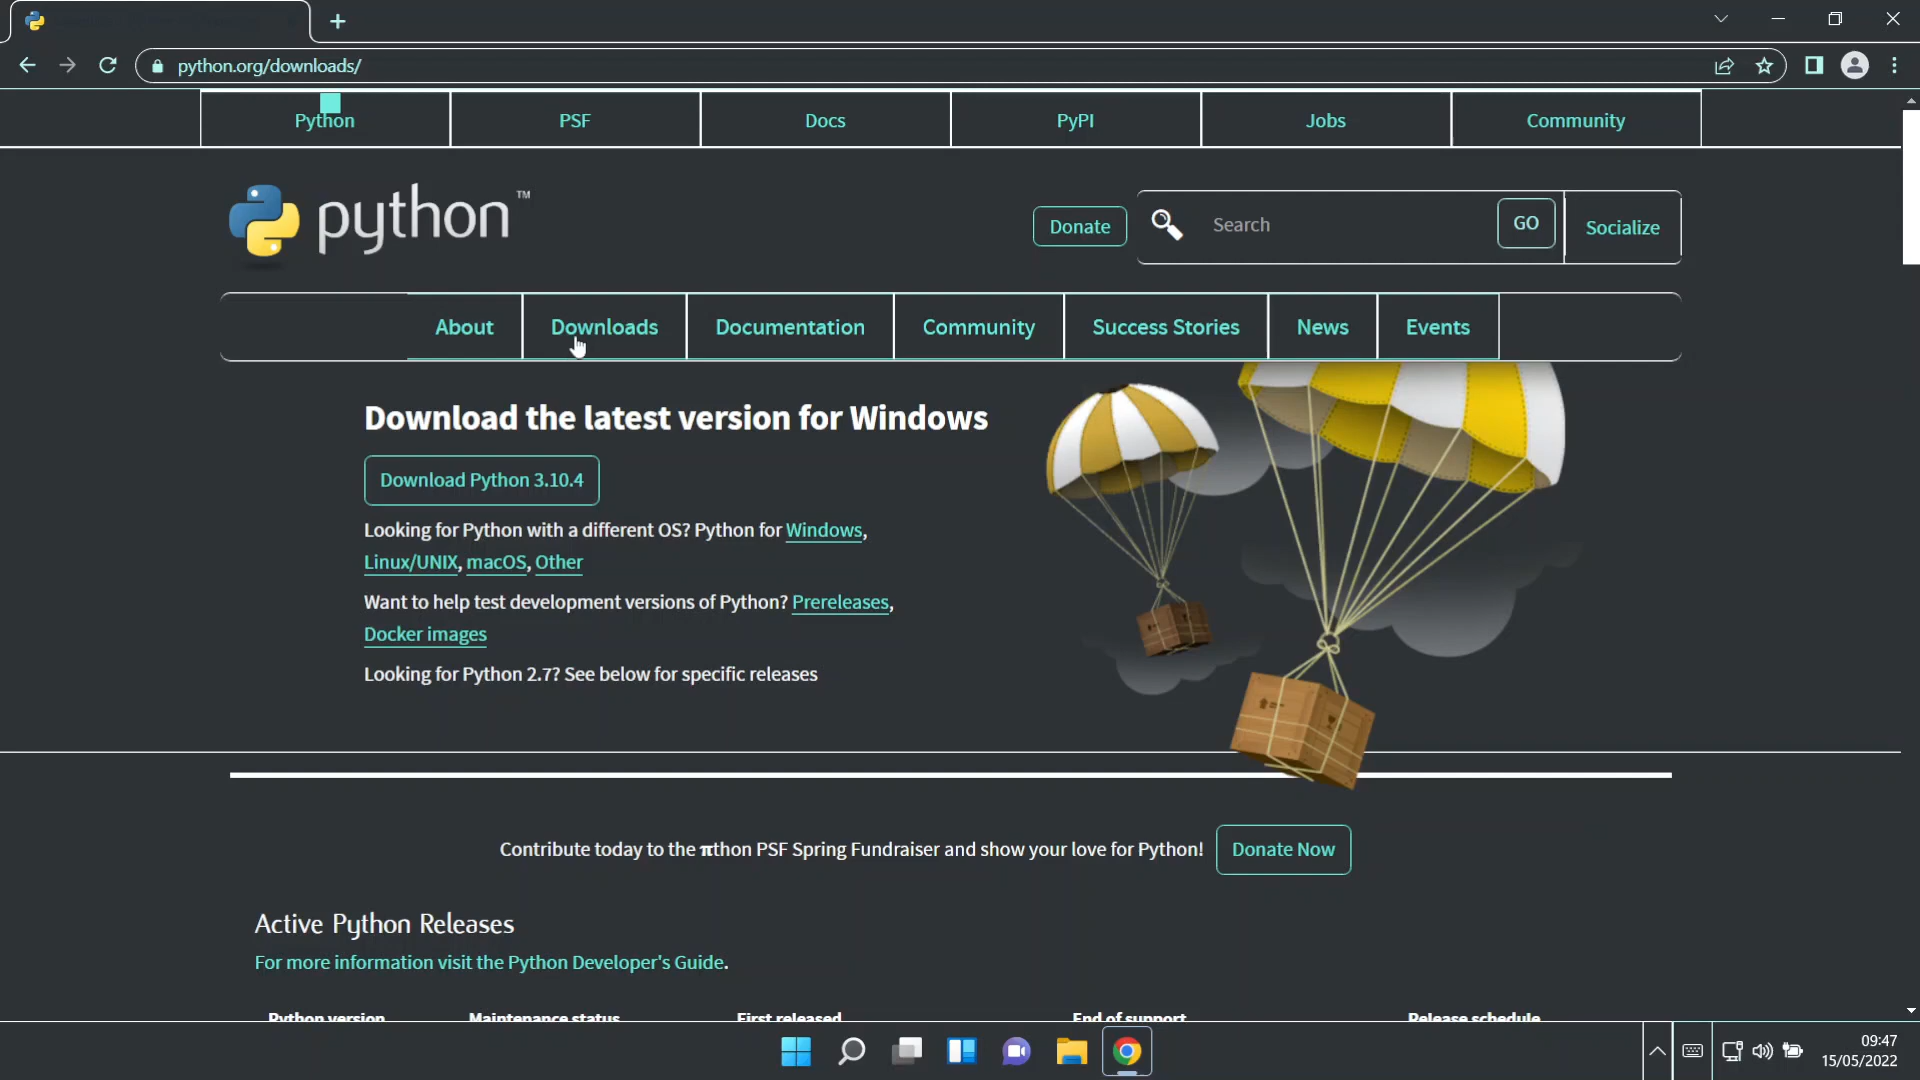 python.org/downloads/
Python
PSF
Docs
PyPI
Jobs
Community
python™
Donate
Search
GO
Socialize
About
Downloads
Documentation
Community
Success Stories
News
Events
Download the latest version for Windows
Download Python 3.10.4
Looking for Python with a different OS? Python for Windows,
Linux/UNIX, macOS, Other
Want to help test development versions of Python? Prereleases,
Docker images
Looking for Python 2.7? See below for specific releases
Contribute today to the πthon PSF Spring Fundraiser and show your love for Python!
Donate Now
Active Python Releases
For more information visit the Python Developer's Guide.
Python version
Maintenance status
First released
End of support
Release schedule
09:47
15/05/2022